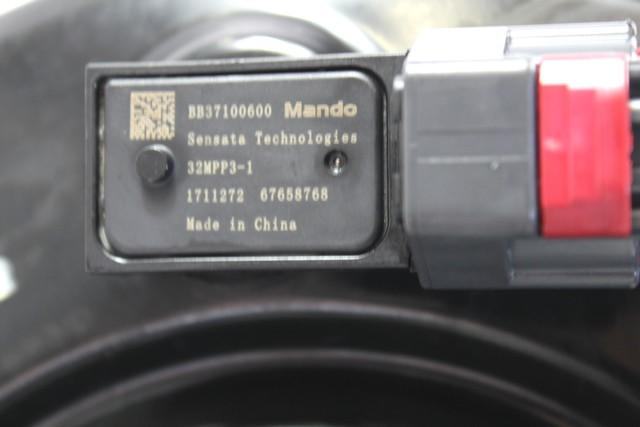 BB37100600 Mando
Sensata Technologies
32MPP3-1
1711272 67658768
Made in China